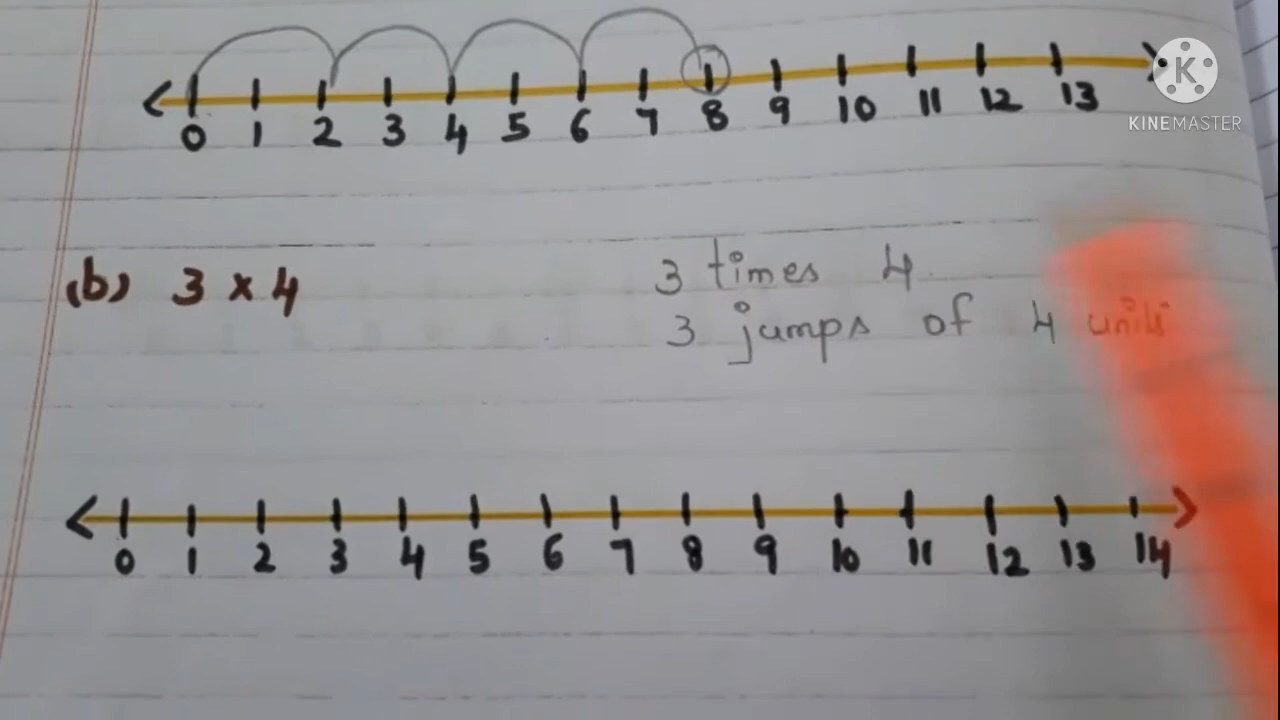 0 1 2 3 4 5 6 7 8 9 10 11 12 13
K
KINEMASTER
(b) 3 × 4
3 times 4
3 jumps of 4 units
0 1 2 3 4 5 6 7 8 9 10 11 12 13 14